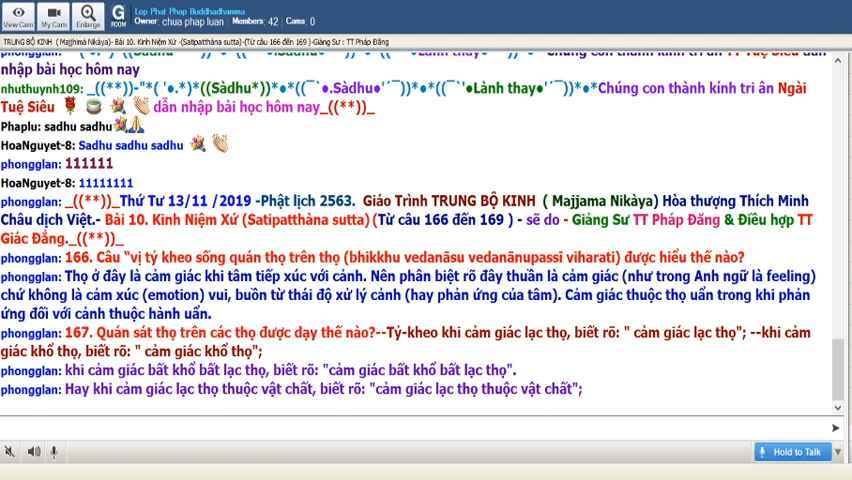 Lop Phat Phap Buddhadhamma
Owner: chua phap luan | Members: 42 | Cams: 0
View Cam
My Cam
Enlarge
G
ROOM
TRUNG BỘ KINH ( Majjhimà Nikàya)- Bài 10. Kinh Niệm Xứ -(Satipatthàna sutta)-(Từ câu 166 đến 169 )-Giảng Sư : TT Pháp Đăng
nhập bài học hôm nay
nhuthuynh109: _((**))-"*( '•.*)*((Sàdhu*))*●*((¯`●.Sàdhu●'´¯))*●*((¯`'●Lành thay●'´¯))*●*Chúng con thành kính tri ân Ngài
Tuệ Siêu dẫn nhập bài học hôm nay_((**))_
Phaplu: sadhu sadhu
HoaNguyet-8: Sadhu sadhu sadhu
phongglan: 111111
HoaNguyet-8: 11111111
phongglan: _((**))_Thứ Tư 13/11 /2019 -Phật lịch 2563. Giáo Trình TRUNG BỘ KINH ( Majjama Nikàya) Hòa thượng Thích Minh
Châu dịch Việt.- Bài 10. Kinh Niệm Xứ (Satipatthàna sutta)(Từ câu 166 đến 169 ) - sẽ do - Giảng Sư TT Pháp Đăng & Điều hợp TT
Giác Đẳng._((**))_
phongglan: 166. Câu “vị tỷ kheo sống quán thọ trên thọ (bhikkhu vedanāsu vedanānupassī viharati) được hiểu thế nào?
phongglan: Thọ ở đây là cảm giác khi tâm tiếp xúc với cảnh. Nên phân biệt rõ đây thuần là cảm giác (như trong Anh ngữ là feeling)
chứ không là cảm xúc (emotion) vui, buồn từ thái độ xử lý cảnh (hay phản ứng của tâm). Cảm giác thuộc thọ uẩn trong khi phản
ứng đối với cảnh thuộc hành uẩn.
phongglan: 167. Quán sát thọ trên các thọ được dạy thế nào?--Tỷ-kheo khi cảm giác lạc thọ, biết rõ: " cảm giác lạc thọ"; --khi cảm
giác khổ thọ, biết rõ: " cảm giác khổ thọ";
phongglan: khi cảm giác bất khổ bất lạc thọ, biết rõ: "cảm giác bất khổ bất lạc thọ".
phongglan: Hay khi cảm giác lạc thọ thuộc vật chất, biết rõ: "cảm giác lạc thọ thuộc vật chất";
Hold to Talk